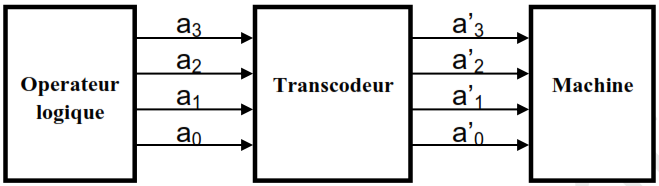 Operateur
logique
a3
a2
a1
a0
Transcodeur
a'3
a'2
a'1
a'0
Machine